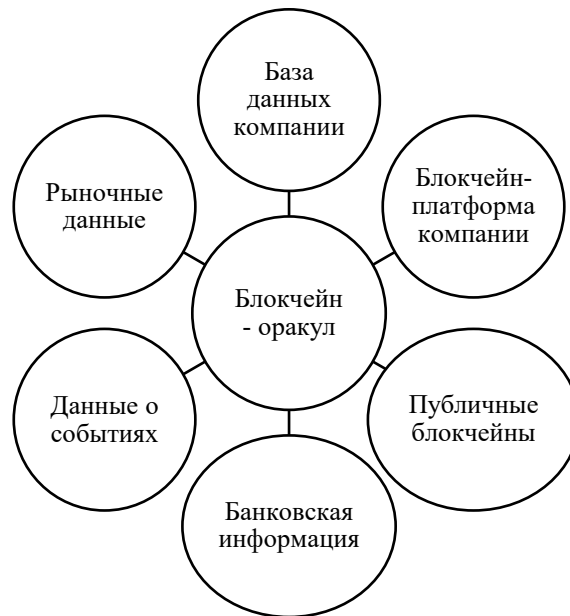 База
данных
компании
Блокчейн-
платформа
компании
Рыночные
данные
Блокчейн
- оракул
Данные о
событиях
Публичные
блокчейны
Банковская
информация